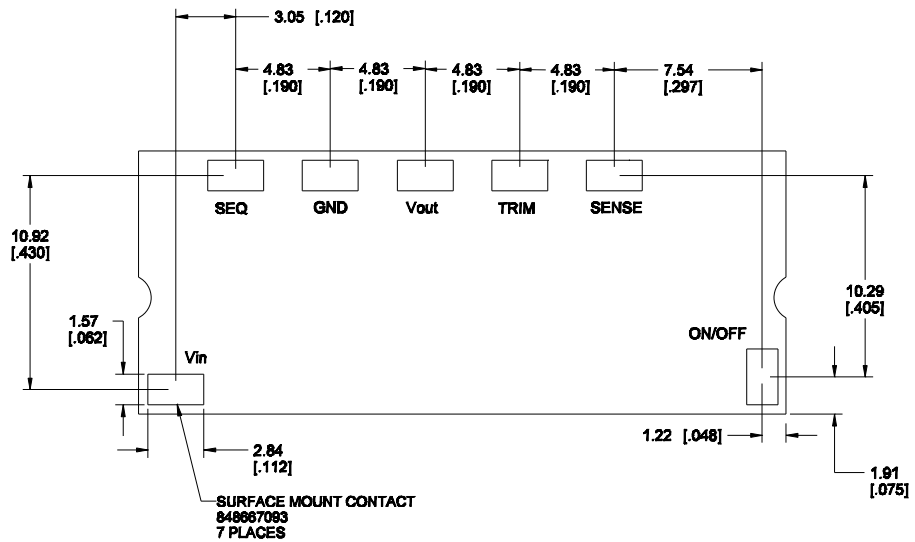 3.05 [.120]
4.83
[.190]
4.83
[.190]
4.83
[.190]
4.83
[.190]
7.54
[.297]
SEQ
GND
Vout
TRIM
SENSE
10.92
[.430]
10.29
[.405]
1.57
[.062]
Vin
ON/OFF
2.84
[.112]
1.22 [.048]
1.91
[.075]
SURFACE MOUNT CONTACT
848667093
7 PLACES